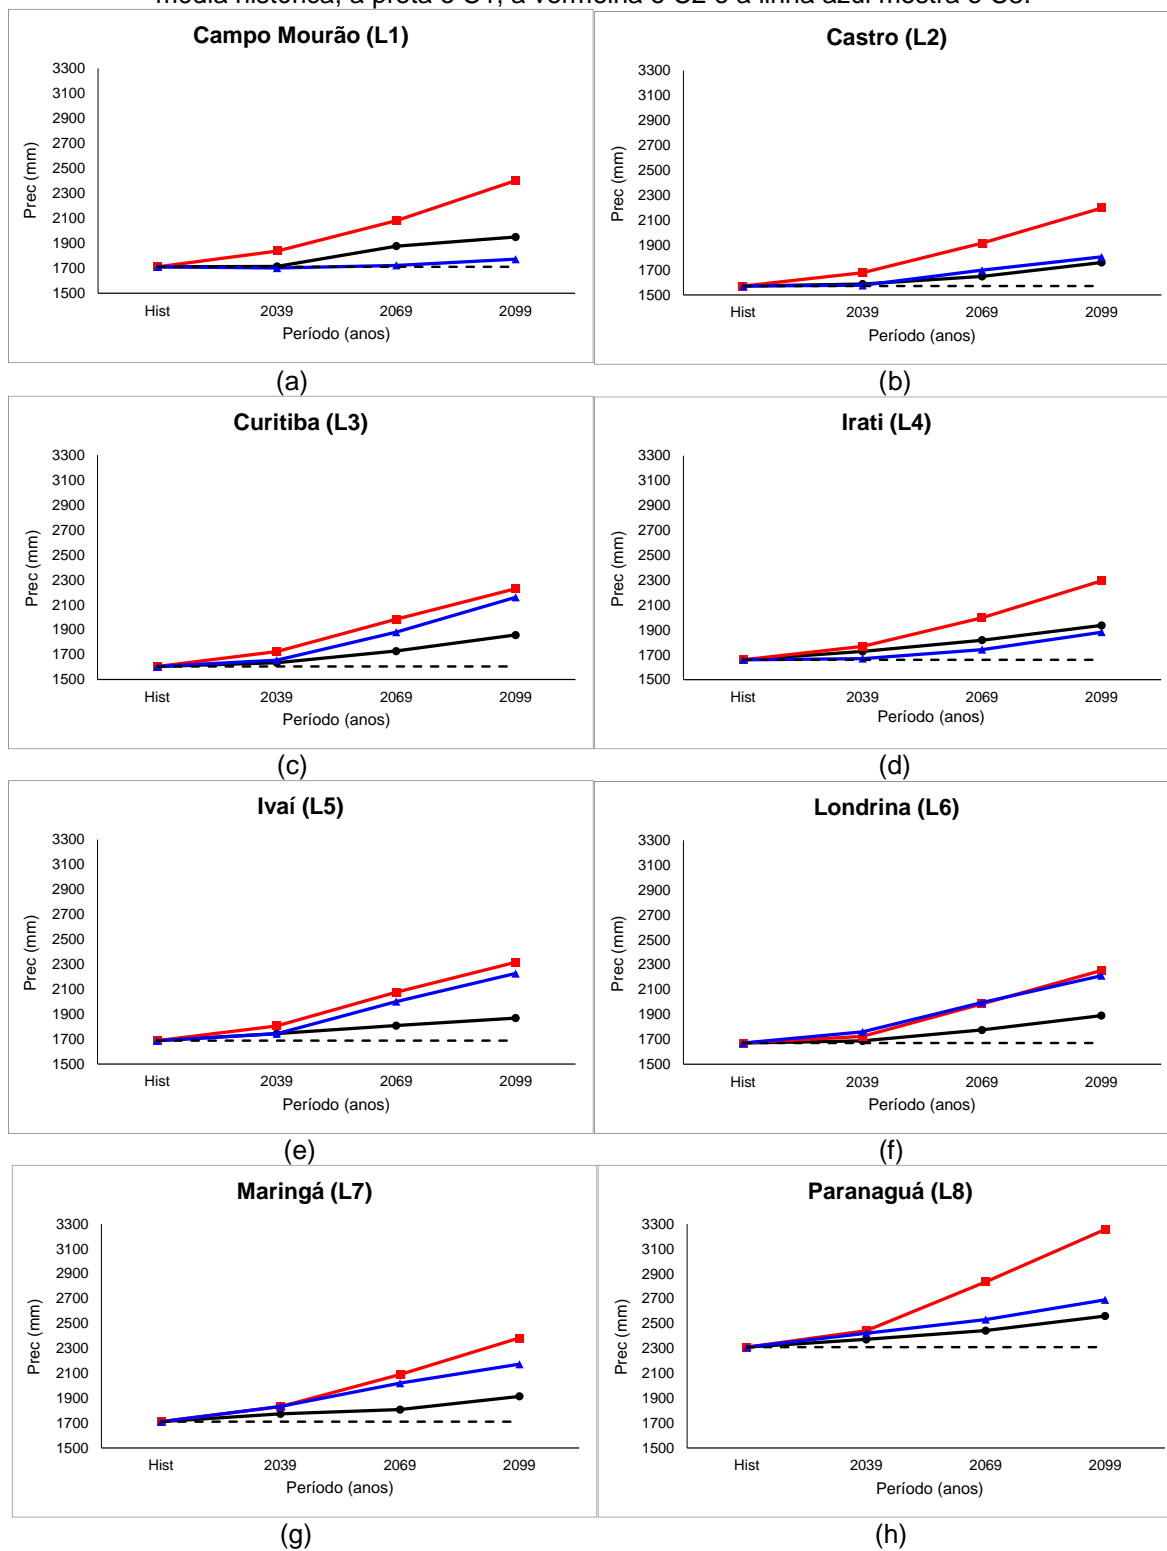 média histórica, a preta o C1, a vermelha o C2 e a linha azul mostra o C3.
Campo Mourão (L1)
3300
3100
2900
2700
2500
2300
2100
1900
1700
1500
Prec (mm)
Hist 2039 2069 2099
Período (anos)
(a)
Castro (L2)
3300
3100
2900
2700
2500
2300
2100
1900
1700
1500
Prec (mm)
Hist 2039 2069 2099
Período (anos)
(b)
Curitiba (L3)
3300
3100
2900
2700
2500
2300
2100
1900
1700
1500
Prec (mm)
Hist 2039 2069 2099
Período (anos)
(c)
Irati (L4)
3300
3100
2900
2700
2500
2300
2100
1900
1700
1500
Prec (mm)
Hist 2039 2069 2099
Período (anos)
(d)
Ivaí (L5)
3300
3100
2900
2700
2500
2300
2100
1900
1700
1500
Prec (mm)
Hist 2039 2069 2099
Período (anos)
(e)
Londrina (L6)
3300
3100
2900
2700
2500
2300
2100
1900
1700
1500
Prec (mm)
Hist 2039 2069 2099
Período (anos)
(f)
Maringá (L7)
3300
3100
2900
2700
2500
2300
2100
1900
1700
1500
Prec (mm)
Hist 2039 2069 2099
Período (anos)
(g)
Paranaguá (L8)
3300
3100
2900
2700
2500
2300
2100
1900
1700
1500
Prec (mm)
Hist 2039 2069 2099
Período (anos)
(h)